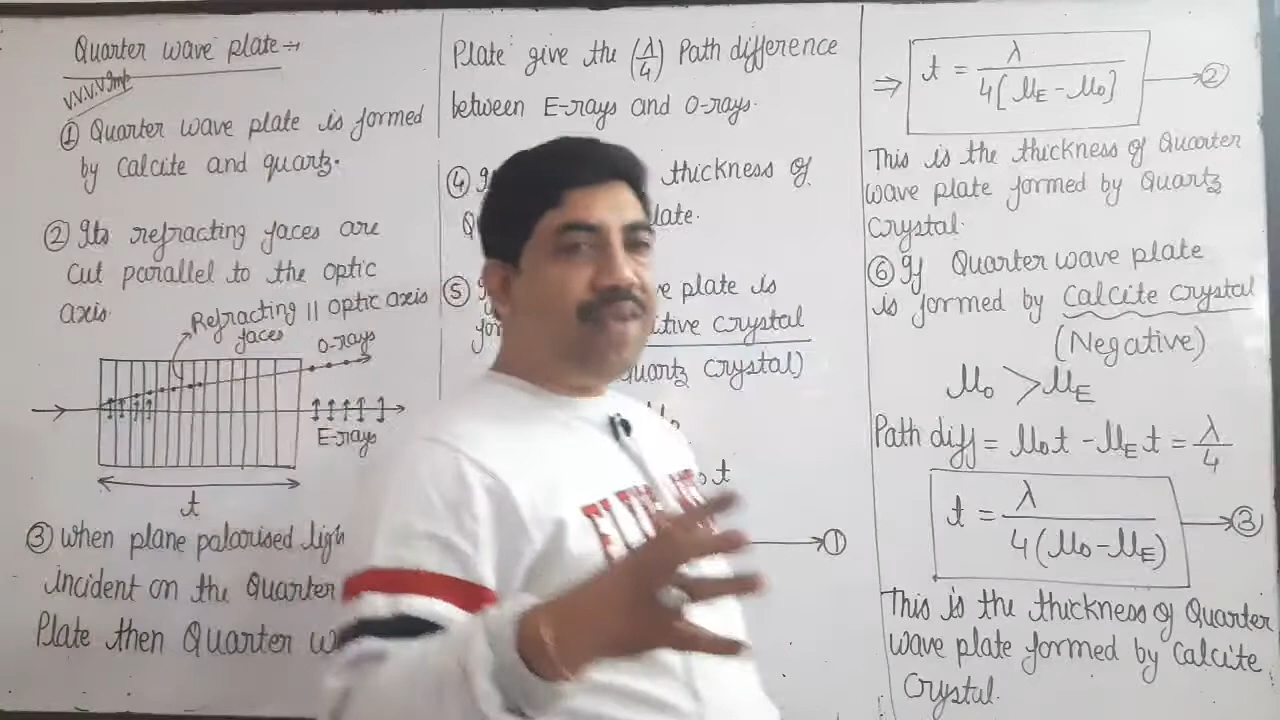 Quarter wave plate →
V.V.V.V Imp
① Quarter wave plate is formed
by Calcite and quartz.
② Its refracting faces are
cut parallel to the optic
axis.
Refracting || optic axis
faces
O-rays
E-rays
t
③ when plane palarised ligh
incident on the Quarter
Plate then Quarter
Plate give the (λ/4) Path difference
between E-rays and O-rays.
④ thickness of
late.
⑤ e plate is
itive crystal
uartz crystal)
t
→ ①
⇒ t = λ / 4[μE - μo] → ②
This is the thickness of Quarter
wave plate formed by Quartz
Crystal.
⑥ If Quarter wave plate
is formed by Calcite crystal
(Negative)
μo > μE
Path diff = μot - μEt = λ/4
t = λ / 4(μo - μE) → ③
This is the thickness of Quarter
wave plate formed by Calcite
Crystal.